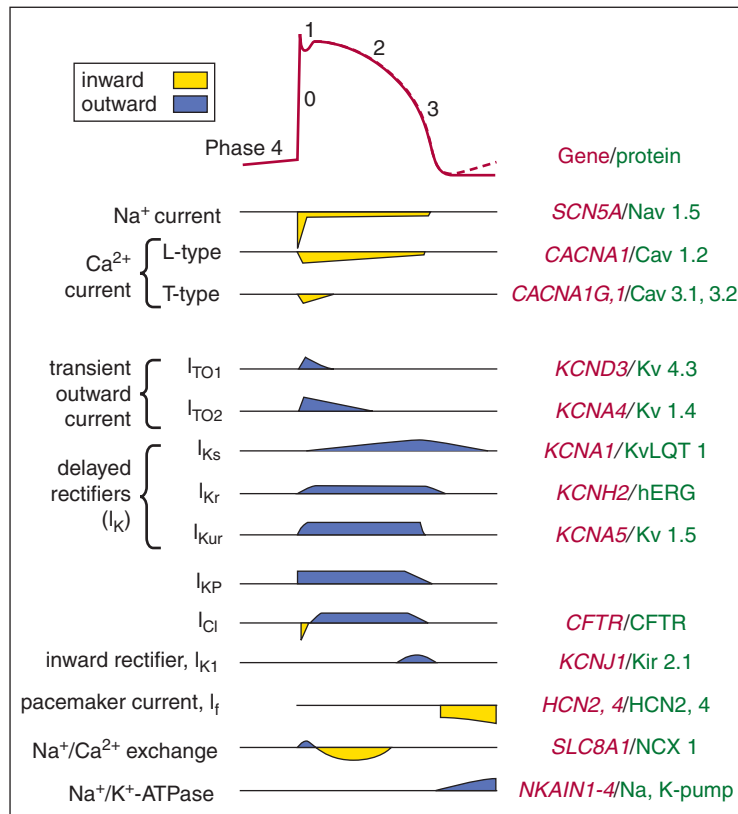 1
2
inward
outward
0
3
Phase 4
Gene/protein
Na+ current
SCN5A/Nav 1.5
Ca2+ current
L-type
CACNA1/Cav 1.2
T-type
CACNA1G,1/Cav 3.1, 3.2
transient outward current
ITO1
KCND3/Kv 4.3
ITO2
KCNA4/Kv 1.4
delayed rectifiers (IK)
IKs
KCNA1/KvLQT 1
IKr
KCNH2/hERG
IKur
KCNA5/Kv 1.5
IKP
ICl
CFTR/CFTR
inward rectifier, IK1
KCNJ1/Kir 2.1
pacemaker current, If
HCN2, 4/HCN2, 4
Na+/Ca2+ exchange
SLC8A1/NCX 1
Na+/K+-ATPase
NKAIN1-4/Na, K-pump